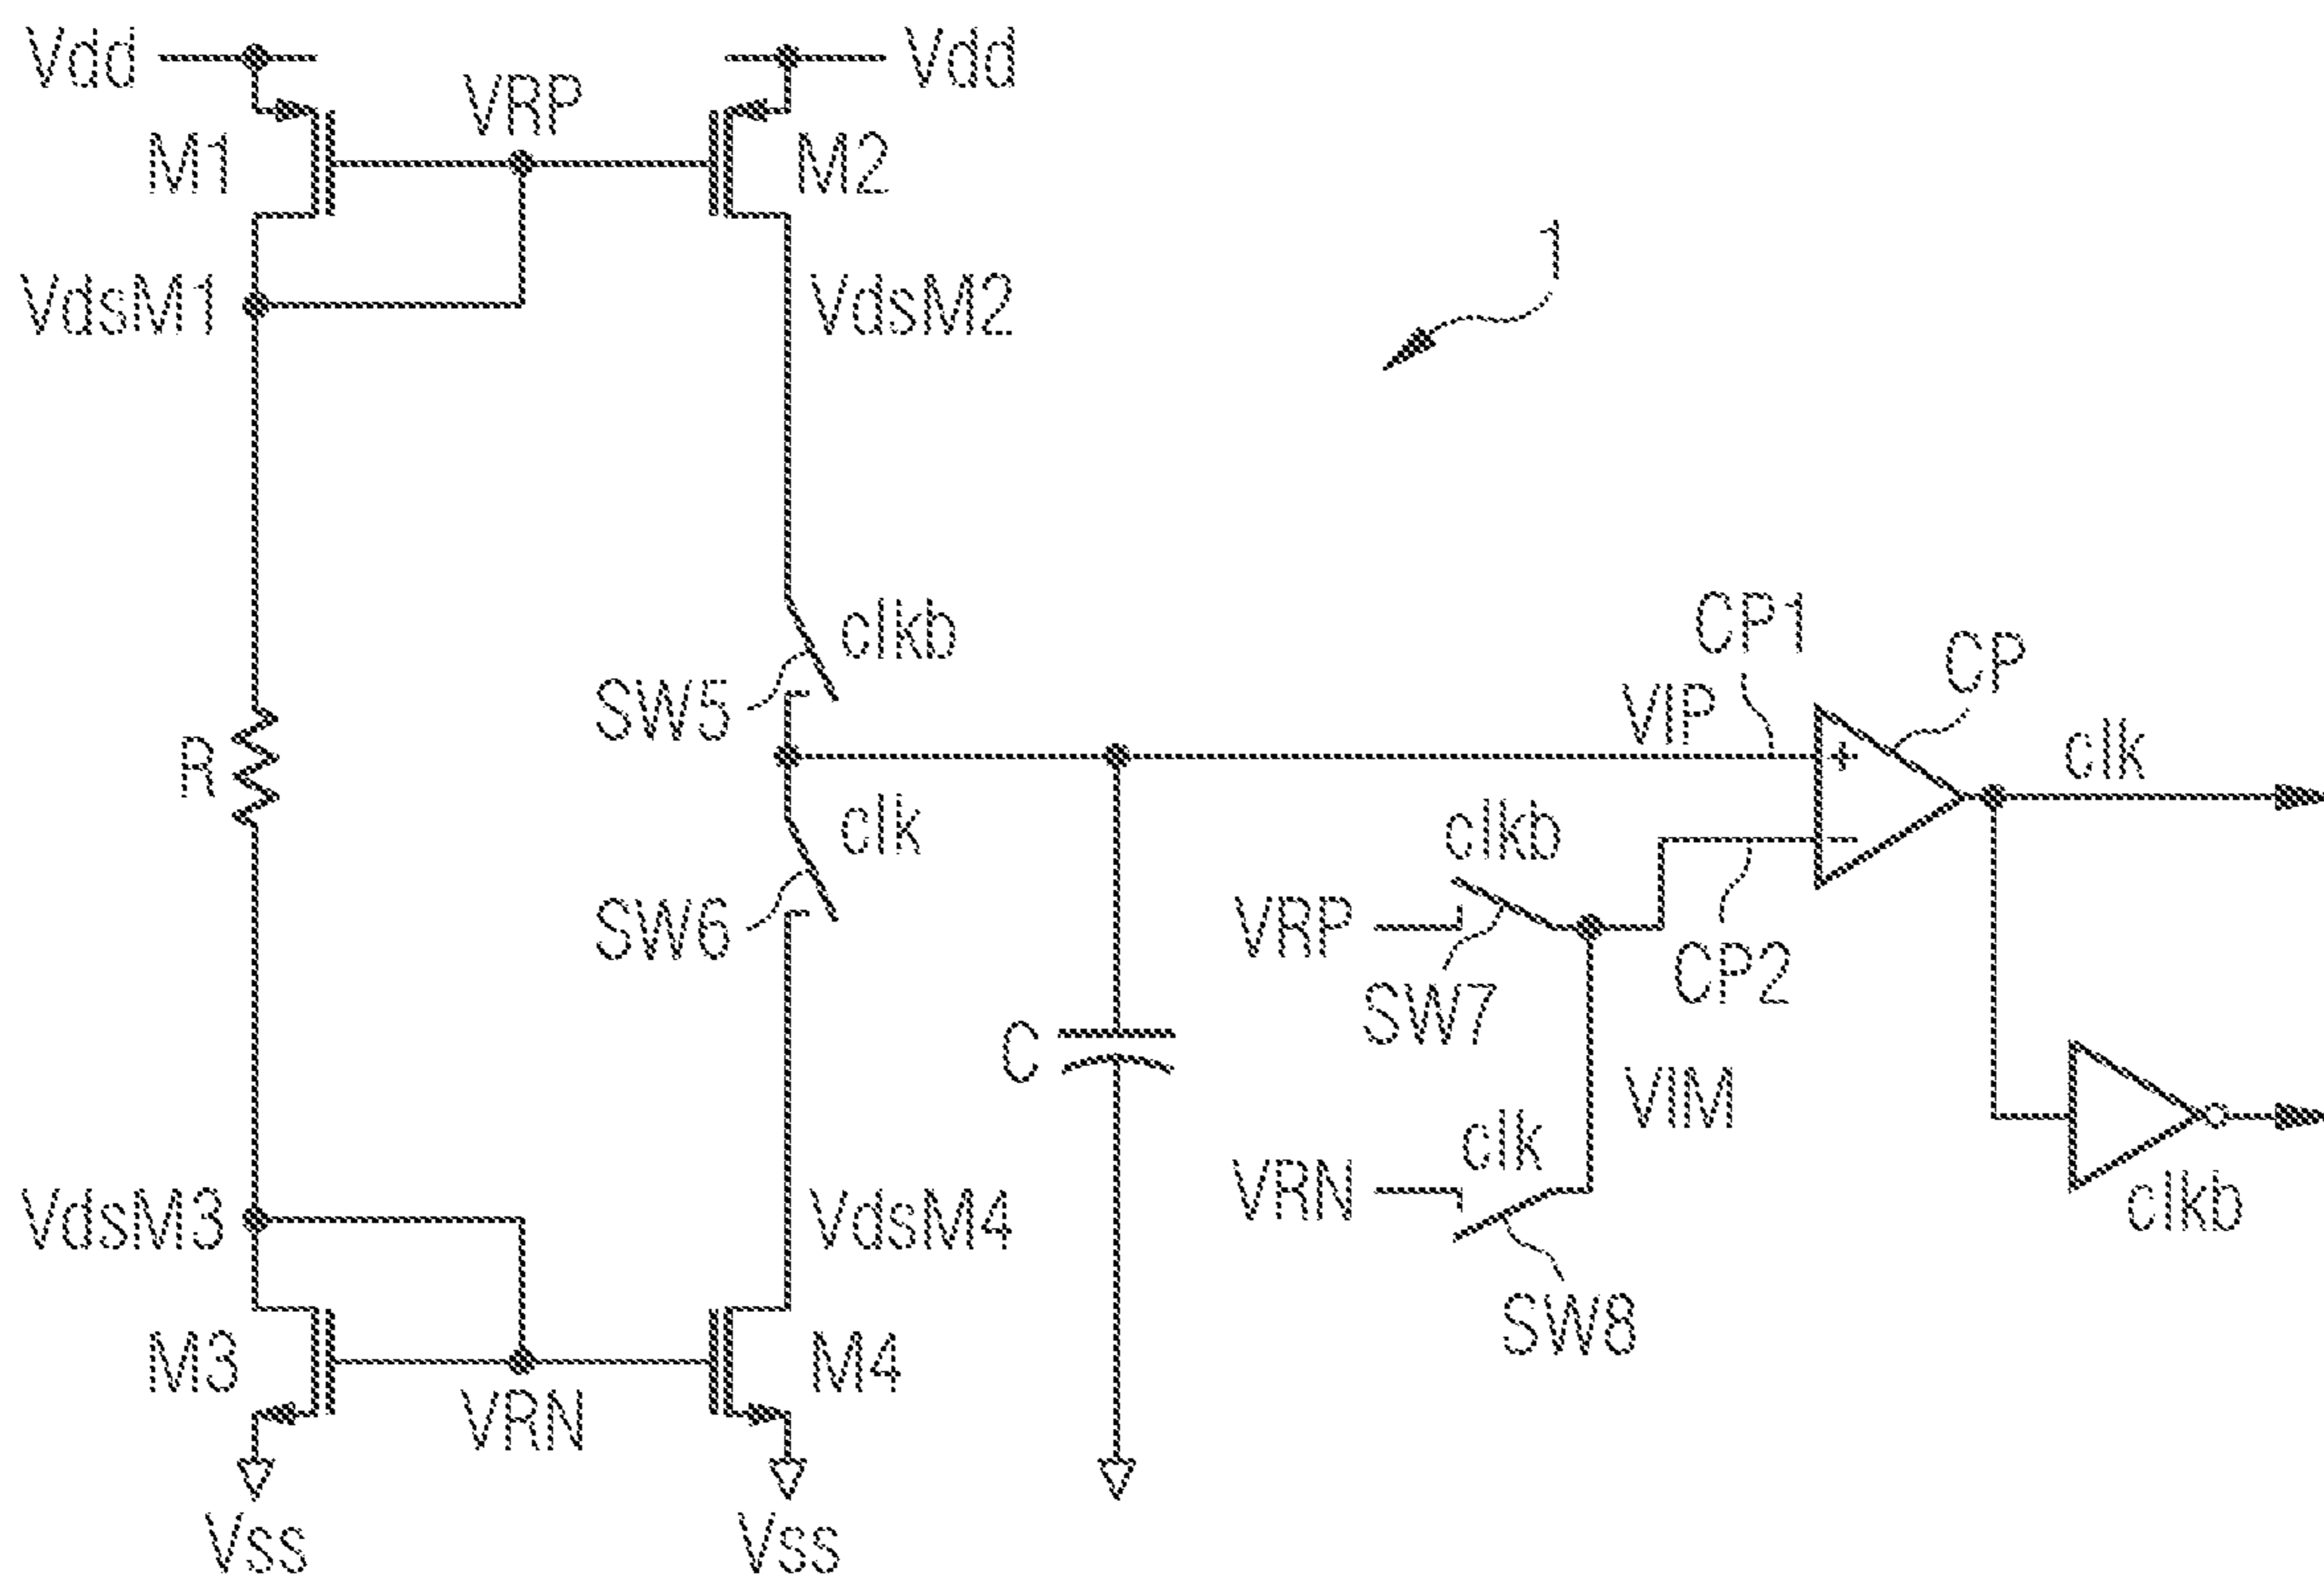 Vdd
Vdd
VRP
M1
M2
1
VdsM1
VdsM2
clkb
CP1
CP
SW5
VIP
clk
R
clk
clkb
SW6
VRP
CP2
SW7
C
VIM
clk
VRN
clkb
VdsM3
VdsM4
SW8
M3
M4
VRN
Vss
Vss
+
−